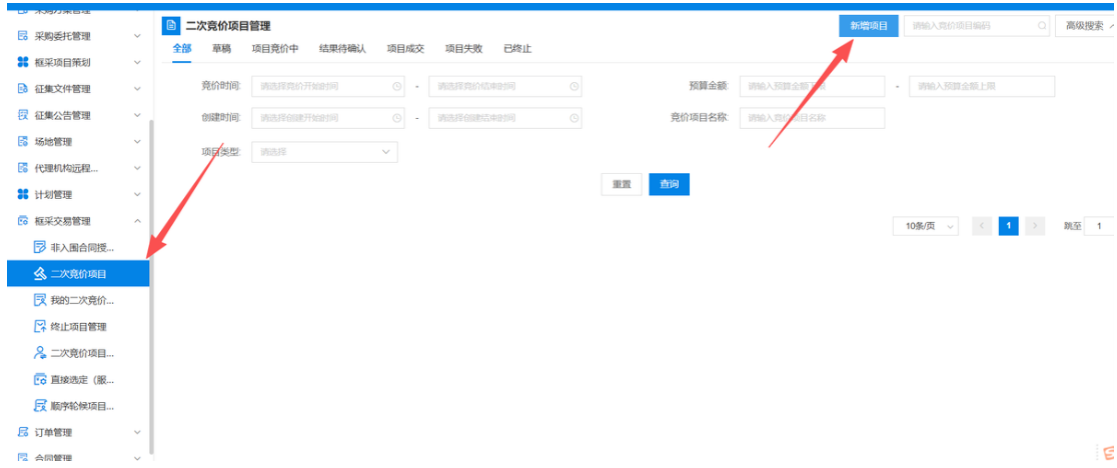 采购方案管理
采购委托管理
框采项目策划
征集文件管理
征集公告管理
场地管理
代理机构远程...
计划管理
框采交易管理
非入围合同授...
二次竞价项目
我的二次竞价...
终止项目管理
二次竞价项目...
直接选定（服...
顺序轮候项目...
订单管理
合同管理
二次竞价项目管理
新增项目
请输入竞价项目编码
高级搜索
全部 草稿 项目竞价中 结果待确认 项目成交 项目失败 已终止
竞价时间: 请选择竞价开始时间 - 请选择竞价结束时间
预算金额: 请输入预算金额下限 - 请输入预算金额上限
创建时间: 请选择创建开始时间 - 请选择创建结束时间
竞价项目名称: 请输入竞价项目名称
项目类型: 请选择
重置 查询
10条/页 < 1 > 跳至 1